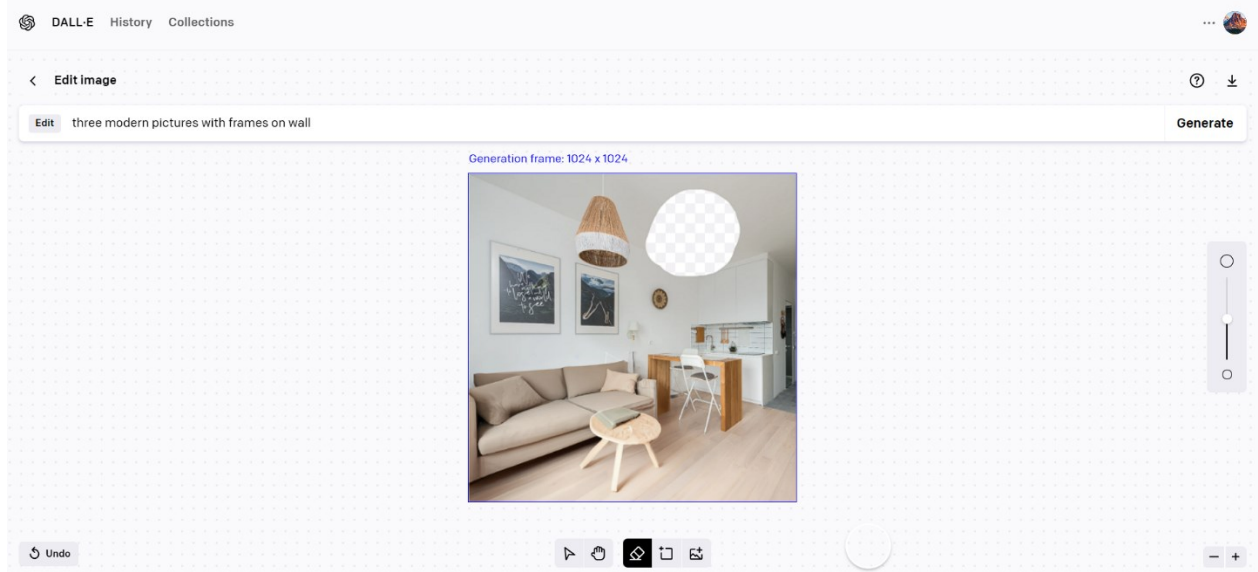 DALL·E History Collections
Edit image
Edit three modern pictures with frames on wall Generate
Generation frame: 1024 x 1024
Undo